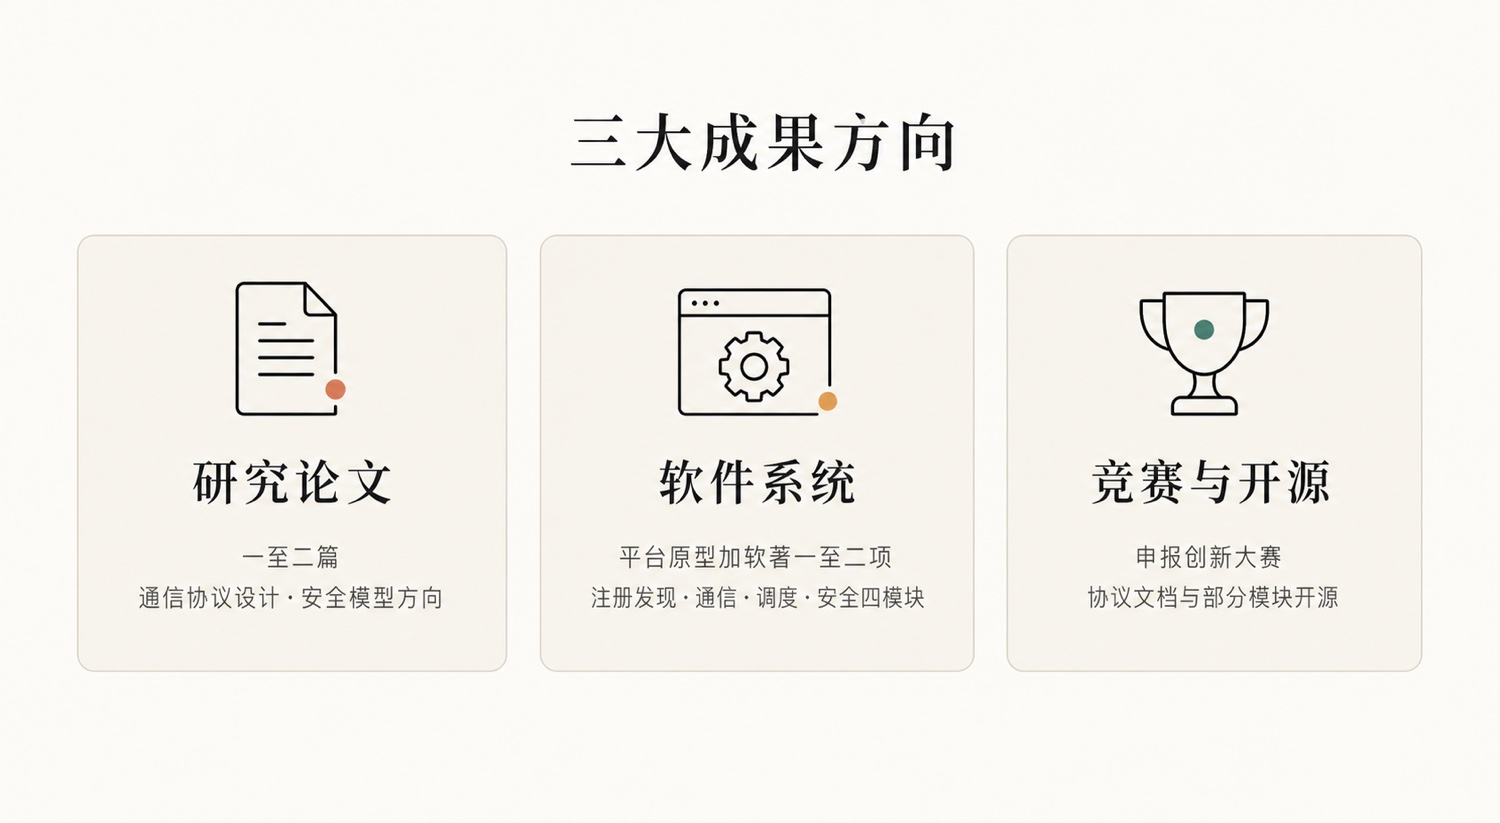 三大成果方向
研究论文
一至二篇
通信协议设计·安全模型方向
软件系统
平台原型加软著一至二项
注册发现·通信·调度·安全四模块
竞赛与开源
申报创新大赛
协议文档与部分模块开源